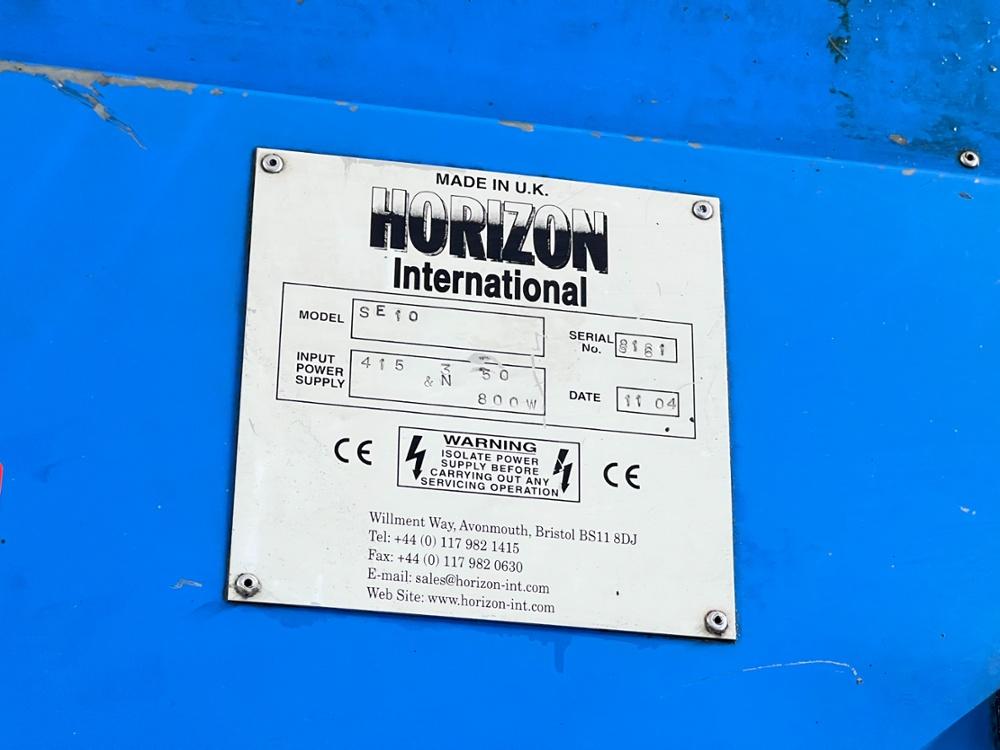 MADE IN U.K.
HORIZON
International
MODEL SE10
SERIAL No. 8161
INPUT POWER SUPPLY 415 3 50
& N
800W
DATE 11 04
CE
WARNING
ISOLATE POWER
SUPPLY BEFORE
CARRYING OUT ANY
SERVICING OPERATION
CE
Willment Way, Avonmouth, Bristol BS11 8DJ
Tel: +44 (0) 117 982 1415
Fax: +44 (0) 117 982 0630
E-mail: sales@horizon-int.com
Web Site: www.horizon-int.com